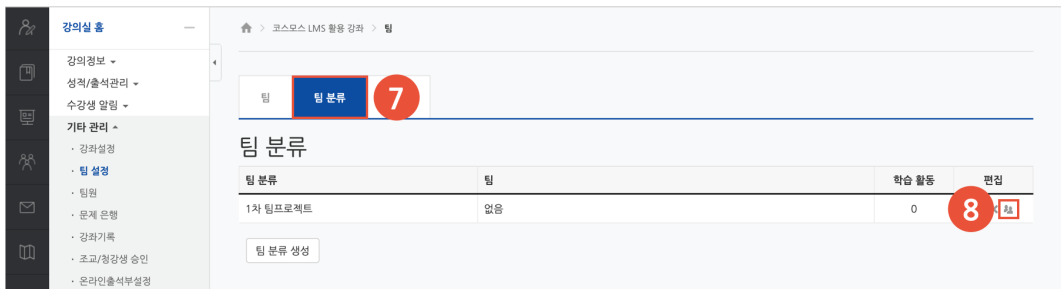 강의실 홈
강의정보
성적/출석관리
수강생 알림
기타 관리
· 강좌설정
· 팀 설정
· 팀원
· 문제 은행
· 강좌기록
· 조교/청강생 승인
· 온라인출석부설정
> 코스모스 LMS 활용 강좌 > 팀
팀 팀 분류 7
팀 분류
팀 분류 팀 학습 활동 편집
1차 팀프로젝트 없음 0 8
팀 분류 생성